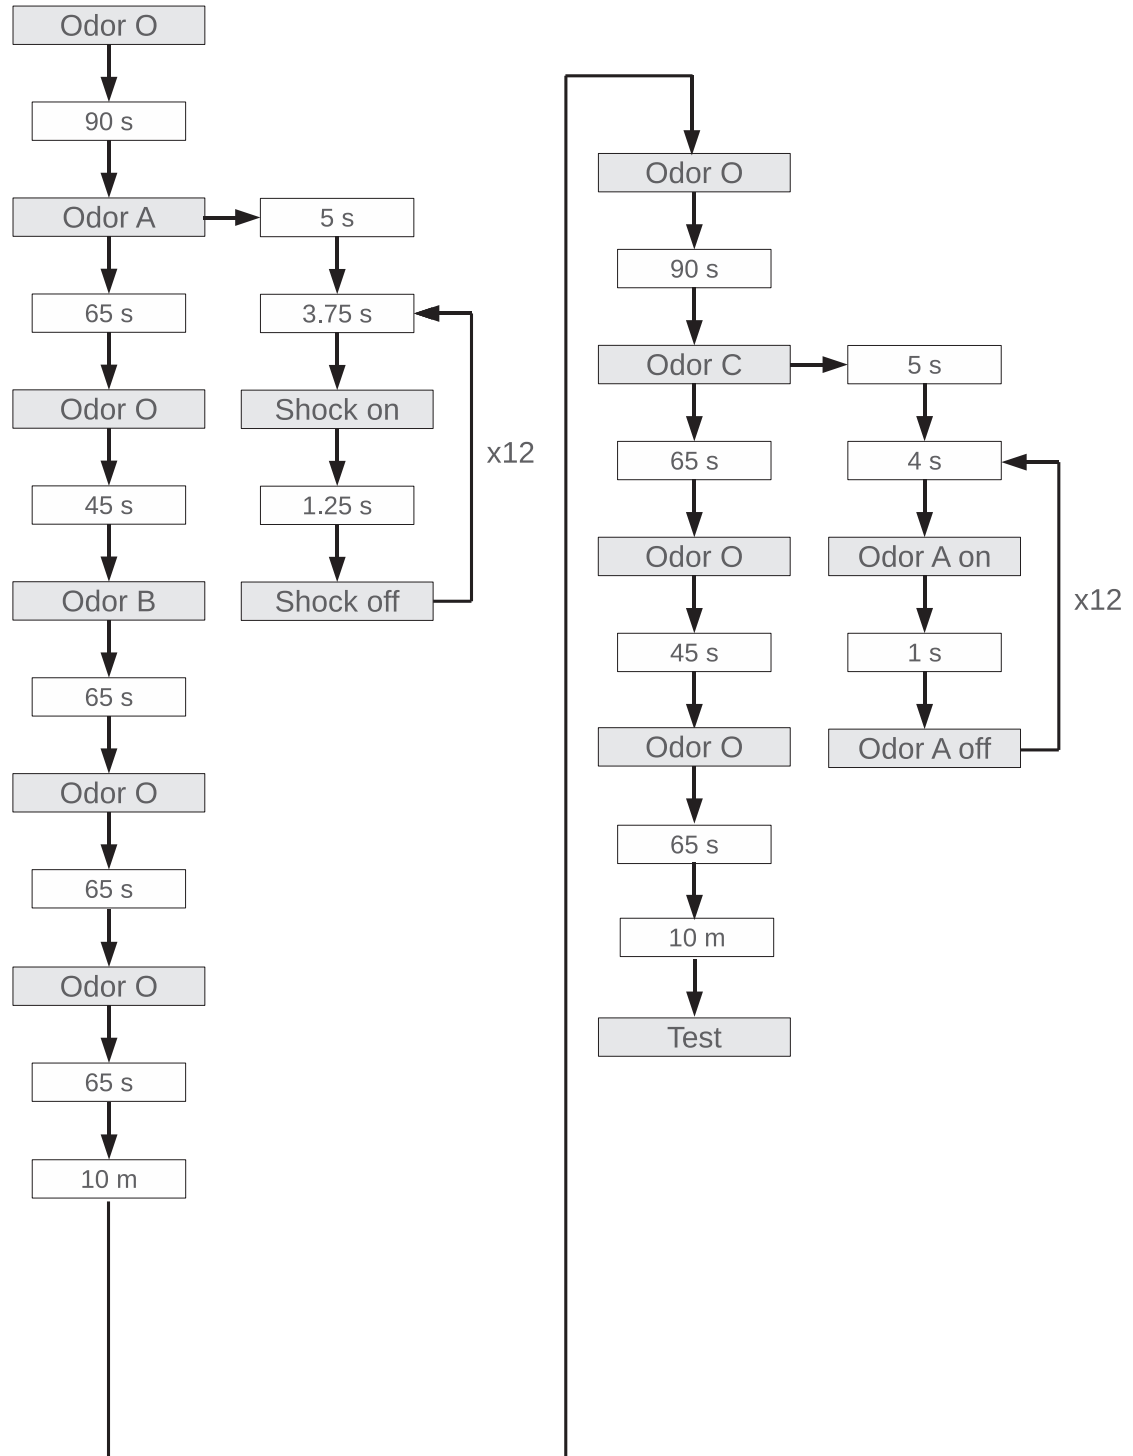 Odor O
90 s
Odor A
65 s
Odor O
45 s
Odor B
65 s
Odor O
65 s
Odor O
65 s
10 m
5 s
3.75 s
Shock on
1.25 s
Shock off
x12
Odor O
90 s
Odor C
65 s
Odor O
45 s
Odor O
65 s
10 m
Test
5 s
4 s
Odor A on
1 s
Odor A off
x12